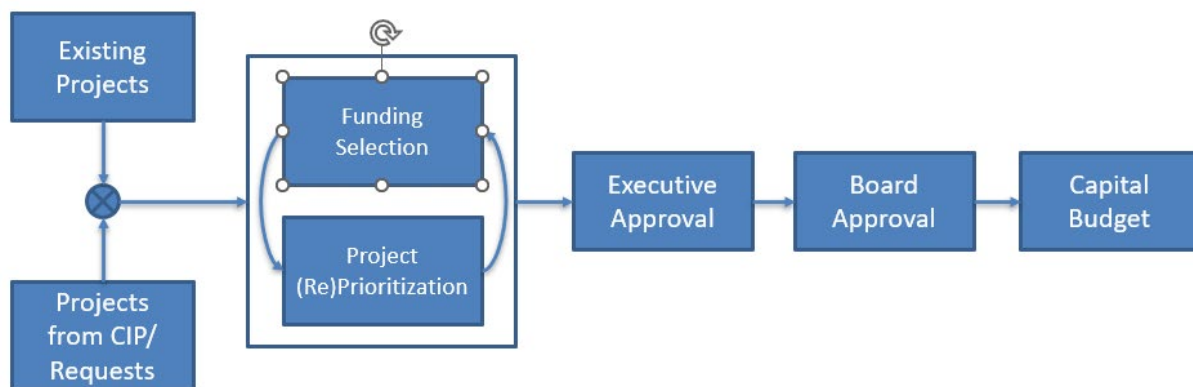 Existing
Projects
Projects
from CIP/
Requests
Funding
Selection
Project
(Re)Prioritization
Executive
Approval
Board
Approval
Capital
Budget